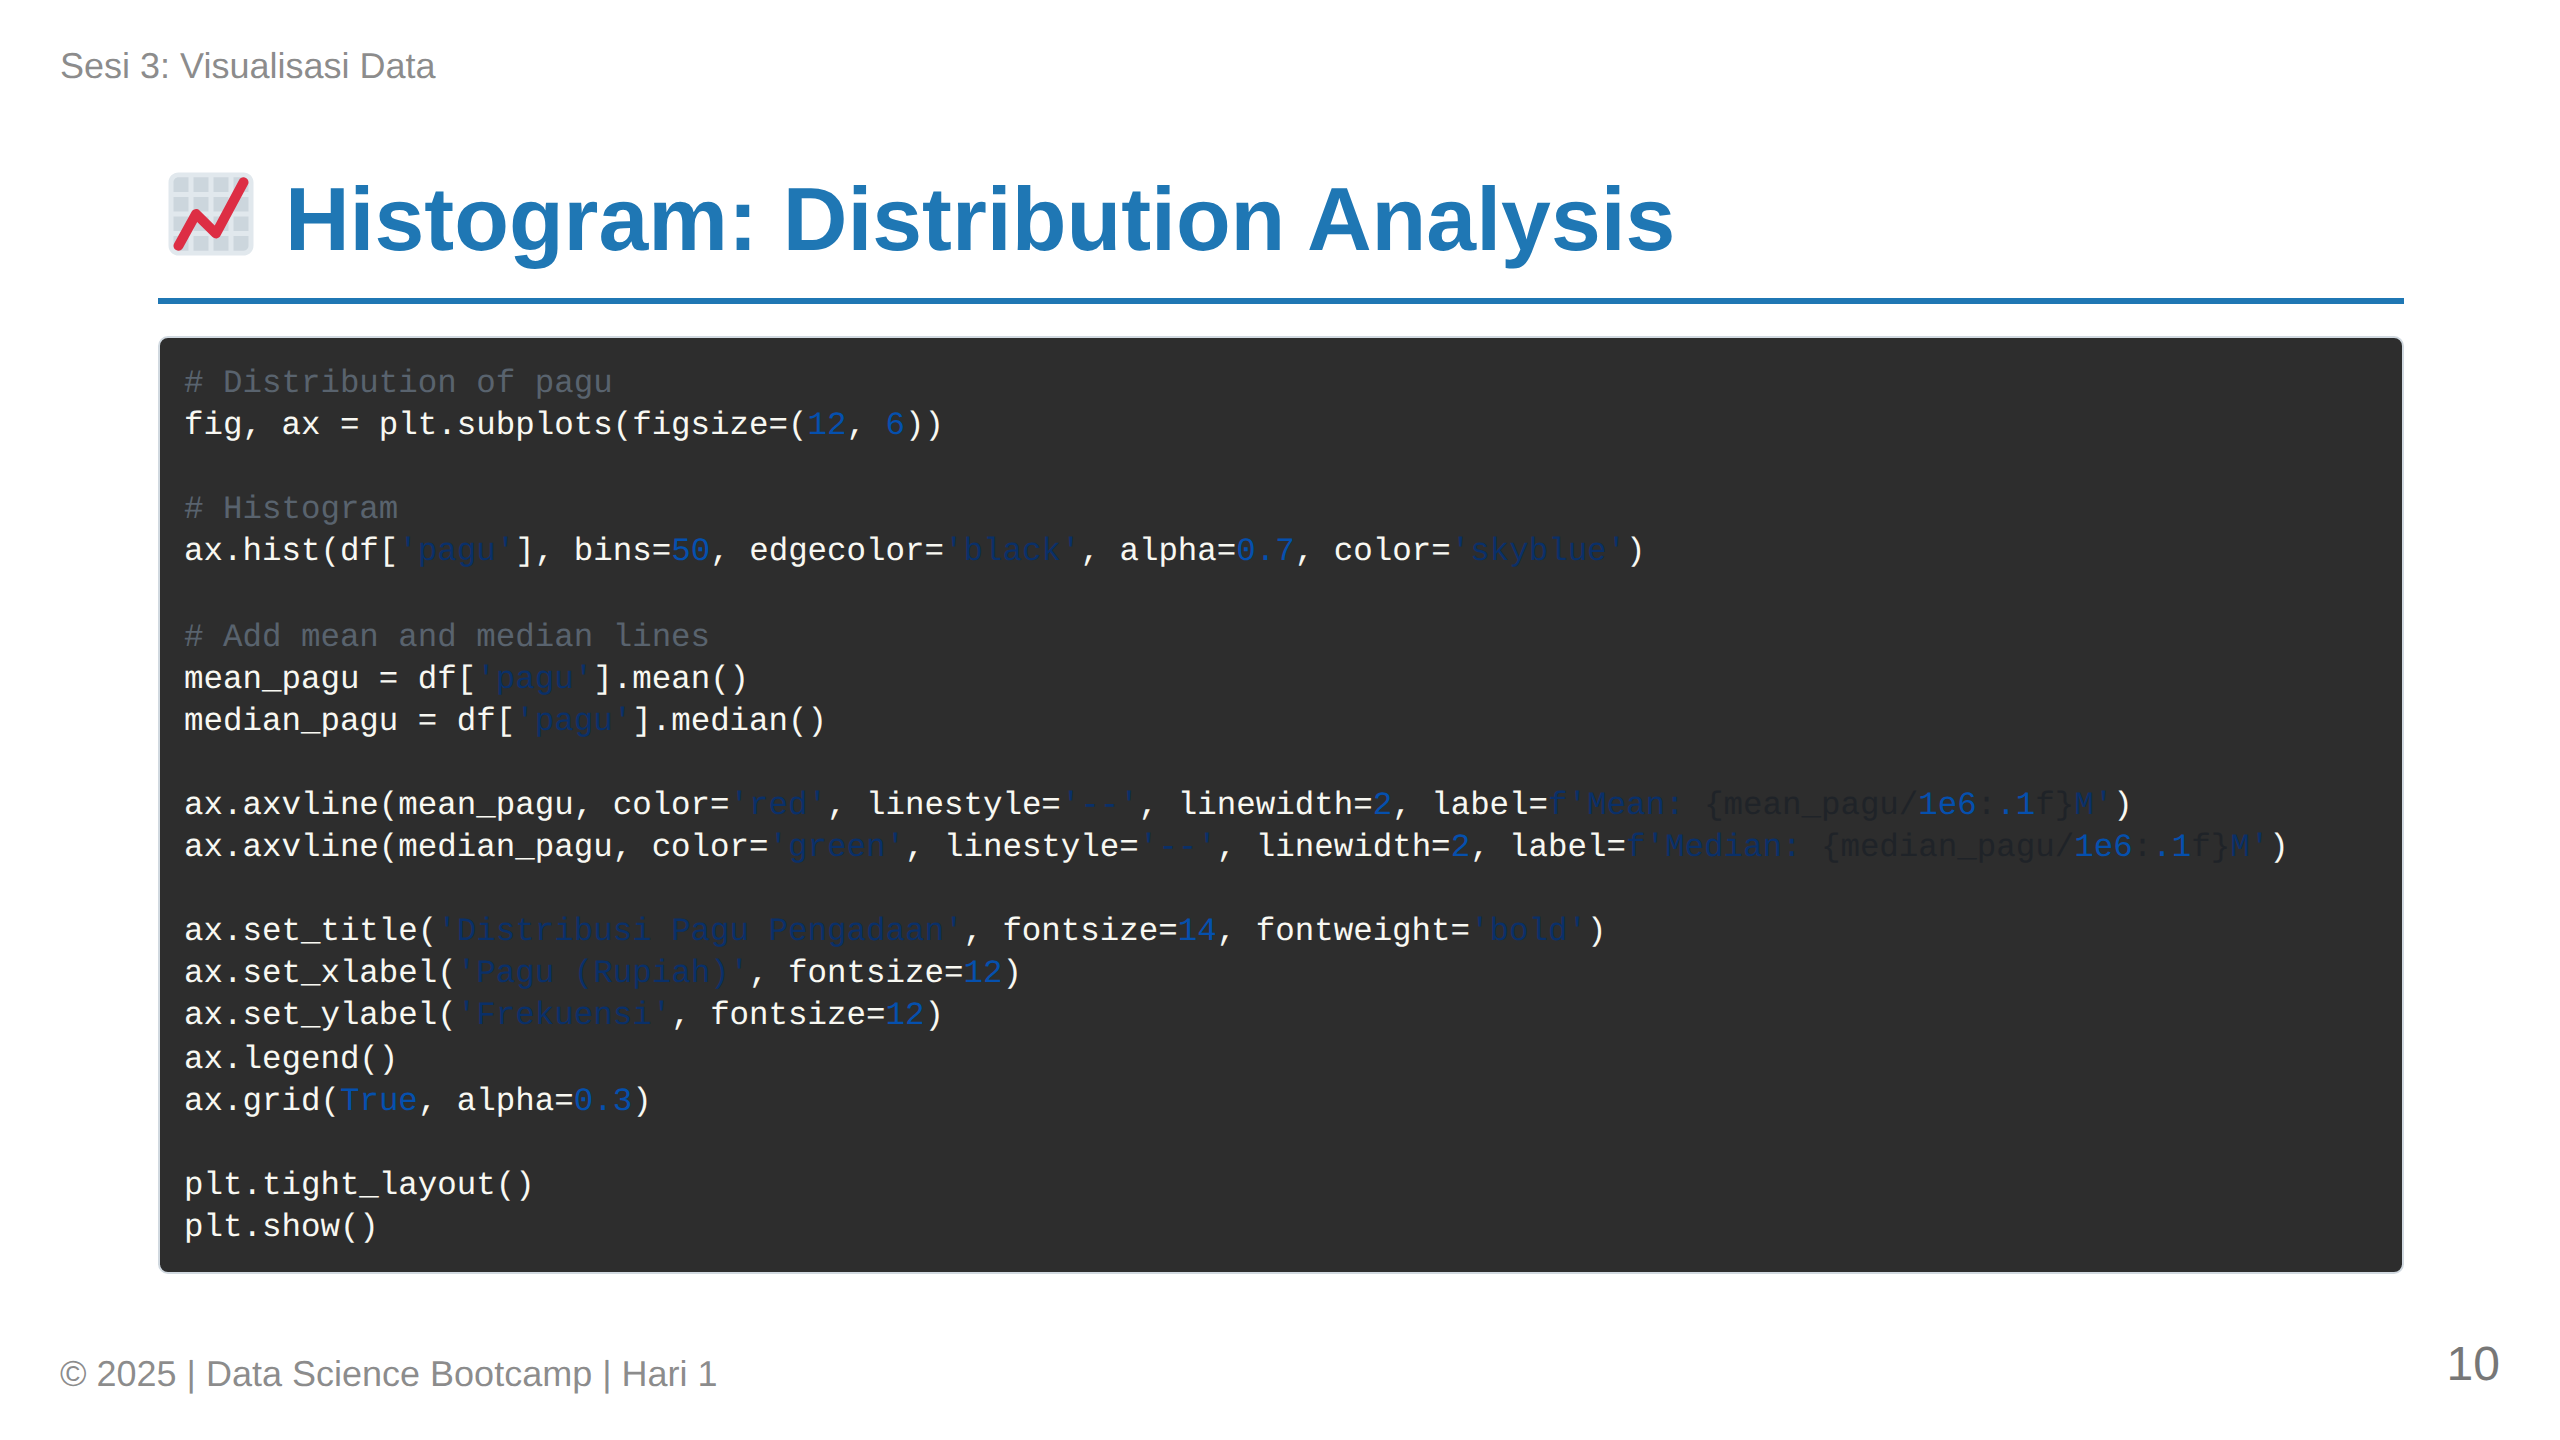 Sesi 3: Visualisasi Data
📈 Histogram: Distribution Analysis
# Distribution of pagu
fig, ax = plt.subplots(figsize=(12, 6))
# Histogram
ax.hist(df['pagu'], bins=50, edgecolor='black', alpha=0.7, color='skyblue')
# Add mean and median lines
mean_pagu = df['pagu'].mean()
median_pagu = df['pagu'].median()
ax.axvline(mean_pagu, color='red', linestyle='--', linewidth=2, label=f'Mean: {mean_pagu/1e6:.1f}M')
ax.axvline(median_pagu, color='green', linestyle='--', linewidth=2, label=f'Median: {median_pagu/1e6:.1f}M')
ax.set_title('Distribusi Pagu Pengadaan', fontsize=14, fontweight='bold')
ax.set_xlabel('Pagu (Rupiah)', fontsize=12)
ax.set_ylabel('Frekuensi', fontsize=12)
ax.legend()
ax.grid(True, alpha=0.3)
plt.tight_layout()
plt.show()
© 2025 | Data Science Bootcamp | Hari 1
10